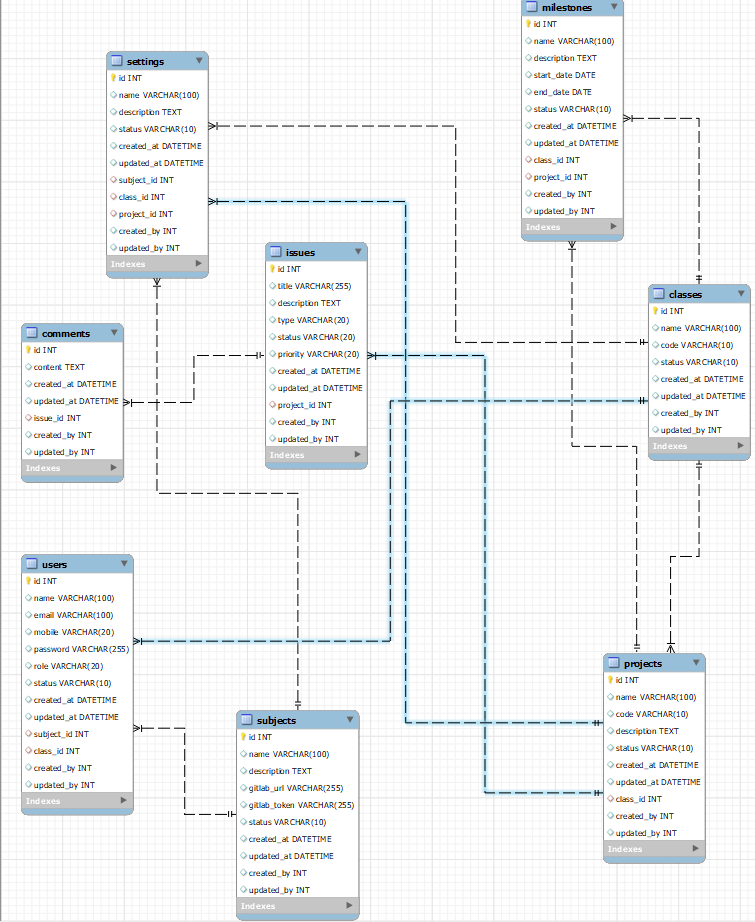 milestones
id INT
name VARCHAR(100)
description TEXT
start_date DATE
end_date DATE
status VARCHAR(10)
created_at DATETIME
updated_at DATETIME
class_id INT
project_id INT
created_by INT
updated_by INT
Indexes
settings
id INT
name VARCHAR(100)
description TEXT
status VARCHAR(10)
created_at DATETIME
updated_at DATETIME
subject_id INT
class_id INT
project_id INT
created_by INT
updated_by INT
Indexes
issues
id INT
title VARCHAR(255)
description TEXT
type VARCHAR(20)
status VARCHAR(20)
priority VARCHAR(20)
created_at DATETIME
updated_at DATETIME
project_id INT
created_by INT
updated_by INT
Indexes
classes
id INT
name VARCHAR(100)
code VARCHAR(10)
status VARCHAR(10)
created_at DATETIME
updated_at DATETIME
created_by INT
updated_by INT
Indexes
comments
id INT
content TEXT
created_at DATETIME
updated_at DATETIME
issue_id INT
created_by INT
updated_by INT
Indexes
users
id INT
name VARCHAR(100)
email VARCHAR(100)
mobile VARCHAR(20)
password VARCHAR(255)
role VARCHAR(20)
status VARCHAR(10)
created_at DATETIME
updated_at DATETIME
subject_id INT
class_id INT
created_by INT
updated_by INT
Indexes
projects
id INT
name VARCHAR(100)
code VARCHAR(10)
description TEXT
status VARCHAR(10)
created_at DATETIME
updated_at DATETIME
class_id INT
created_by INT
updated_by INT
Indexes
subjects
id INT
name VARCHAR(100)
description TEXT
gitlab_url VARCHAR(255)
gitlab_token VARCHAR(255)
status VARCHAR(10)
created_at DATETIME
updated_at DATETIME
created_by INT
updated_by INT
Indexes